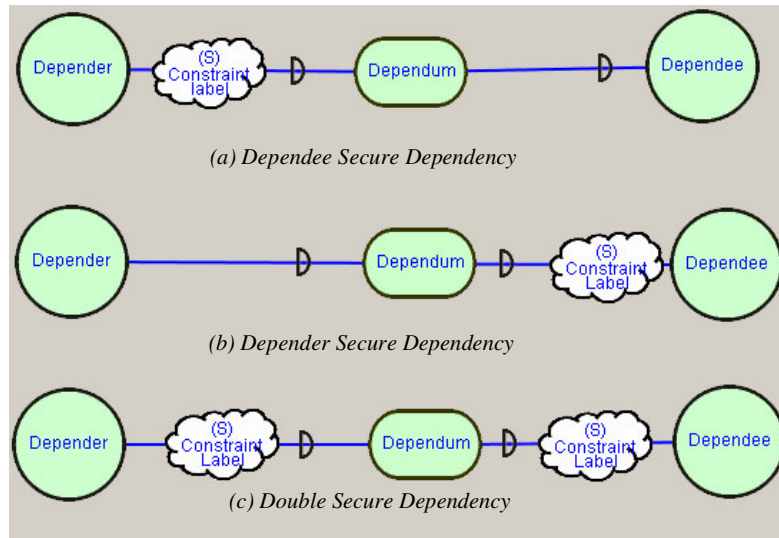 Depender
(S)
Constraint
label
Dependum
Dependee
(a) Dependee Secure Dependency
Depender
Dependum
(S)
Constraint
Label
Dependee
(b) Depender Secure Dependency
Depender
(S)
Constraint
Label
Dependum
(S)
Constraint
Label
Dependee
(c) Double Secure Dependency